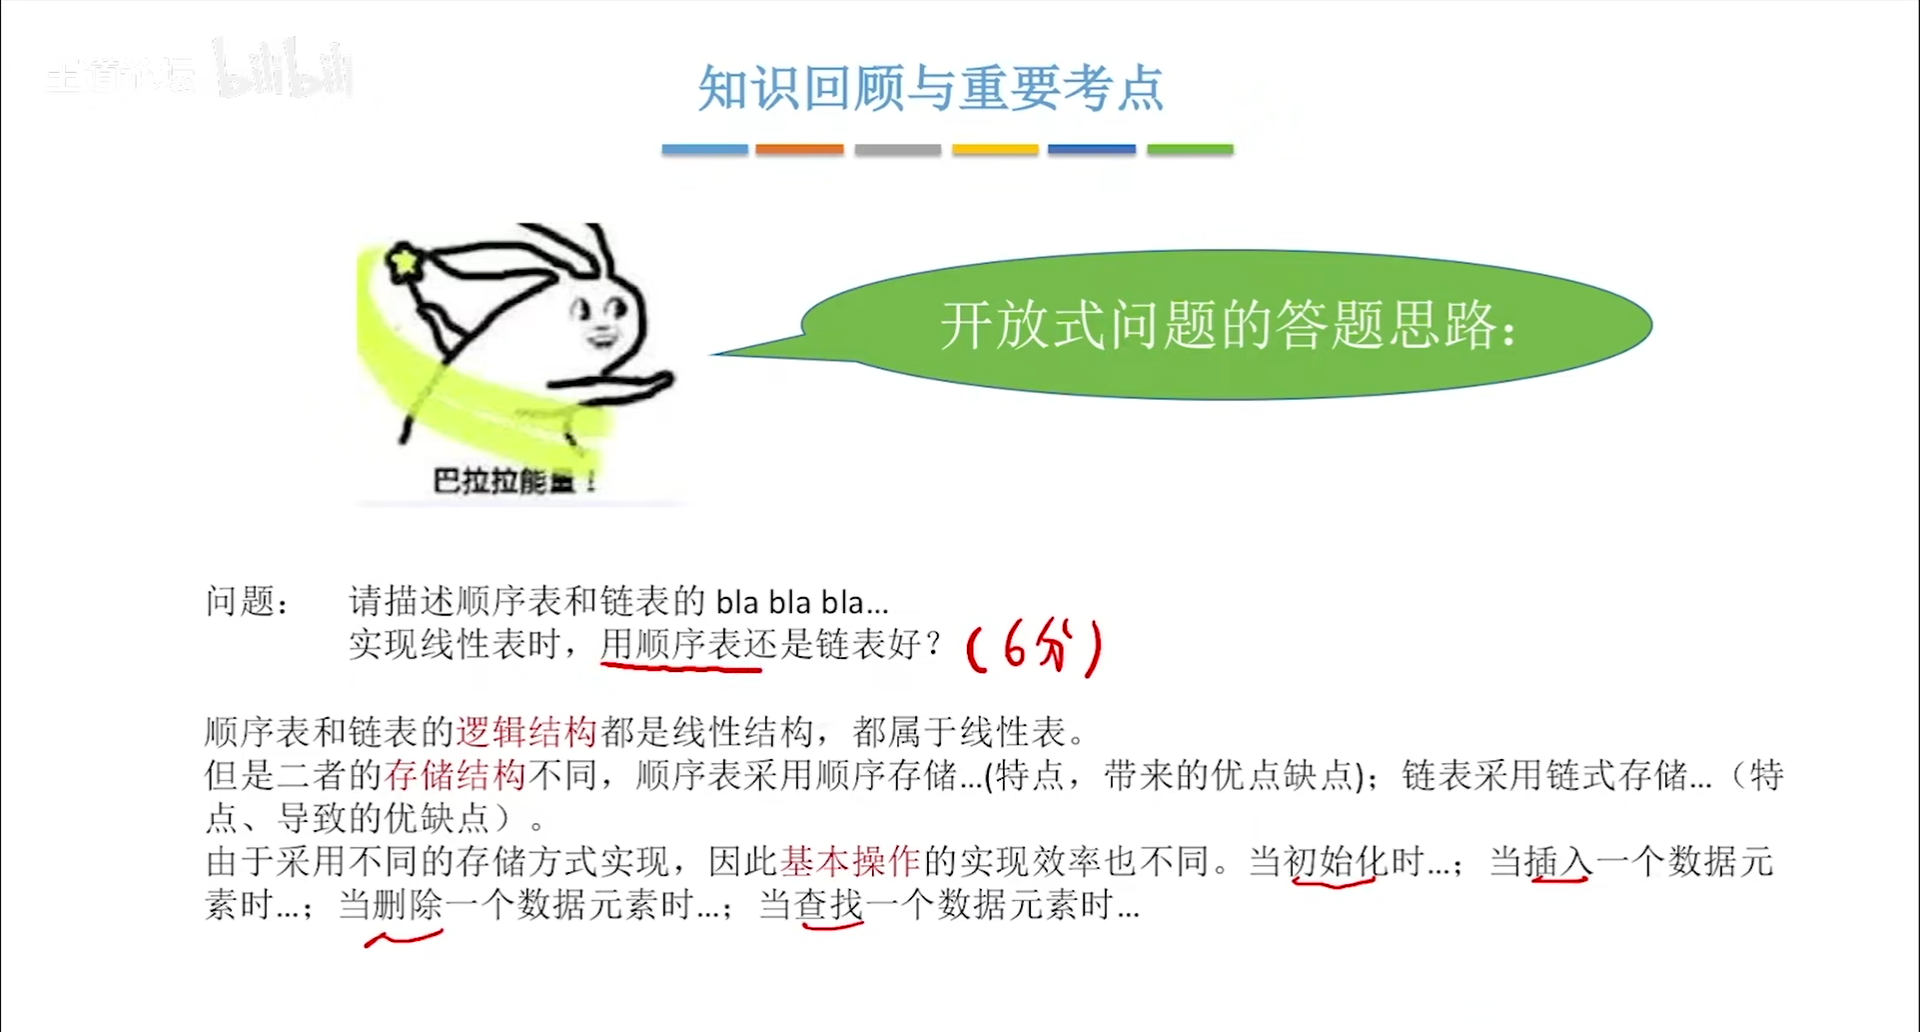 王道论坛 bilibili
知识回顾与重要考点
开放式问题的答题思路：
巴拉拉能量！
问题： 请描述顺序表和链表的 bla bla bla...
实现线性表时，用顺序表还是链表好？ (6分)
顺序表和链表的逻辑结构都是线性结构，都属于线性表。
但是二者的存储结构不同，顺序表采用顺序存储...(特点，带来的优点缺点)；链表采用链式存储...（特
点、导致的优缺点）。
由于采用不同的存储方式实现，因此基本操作的实现效率也不同。当初始化时...；当插入一个数据元
素时...；当删除一个数据元素时...；当查找一个数据元素时...